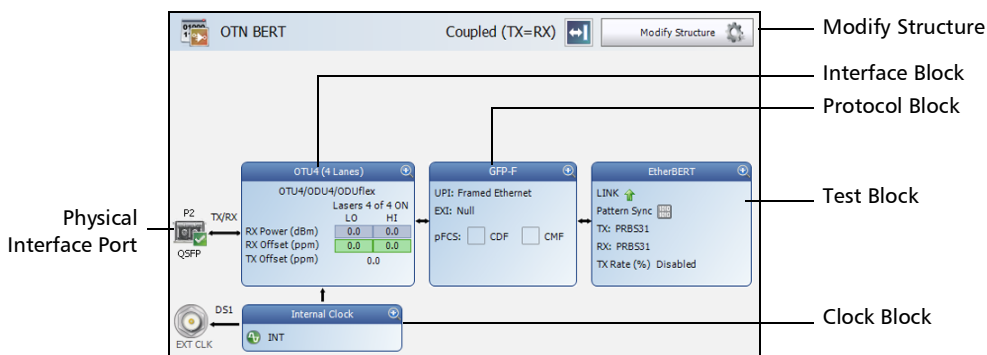 OTN BERT
Coupled (TX=RX)
Modify Structure
Modify Structure
Interface Block
Protocol Block
Test Block
Clock Block
Physical
Interface Port
P2
TX/RX
QSFP
OTU4 (4 Lanes)
OTU4/ODU4/ODUflex
Lasers 4 of 4 ON
LO HI
RX Power (dBm) 0.0 0.0
RX Offset (ppm) 0.0 0.0
TX Offset (ppm) 0.0
GFP-F
UPI: Framed Ethernet
EXI: Null
pFCS: CDF CMF
EtherBERT
LINK
Pattern Sync
TX: PRBS31
RX: PRBS31
TX Rate (%) Disabled
DS1
EXT CLK
Internal Clock
INT